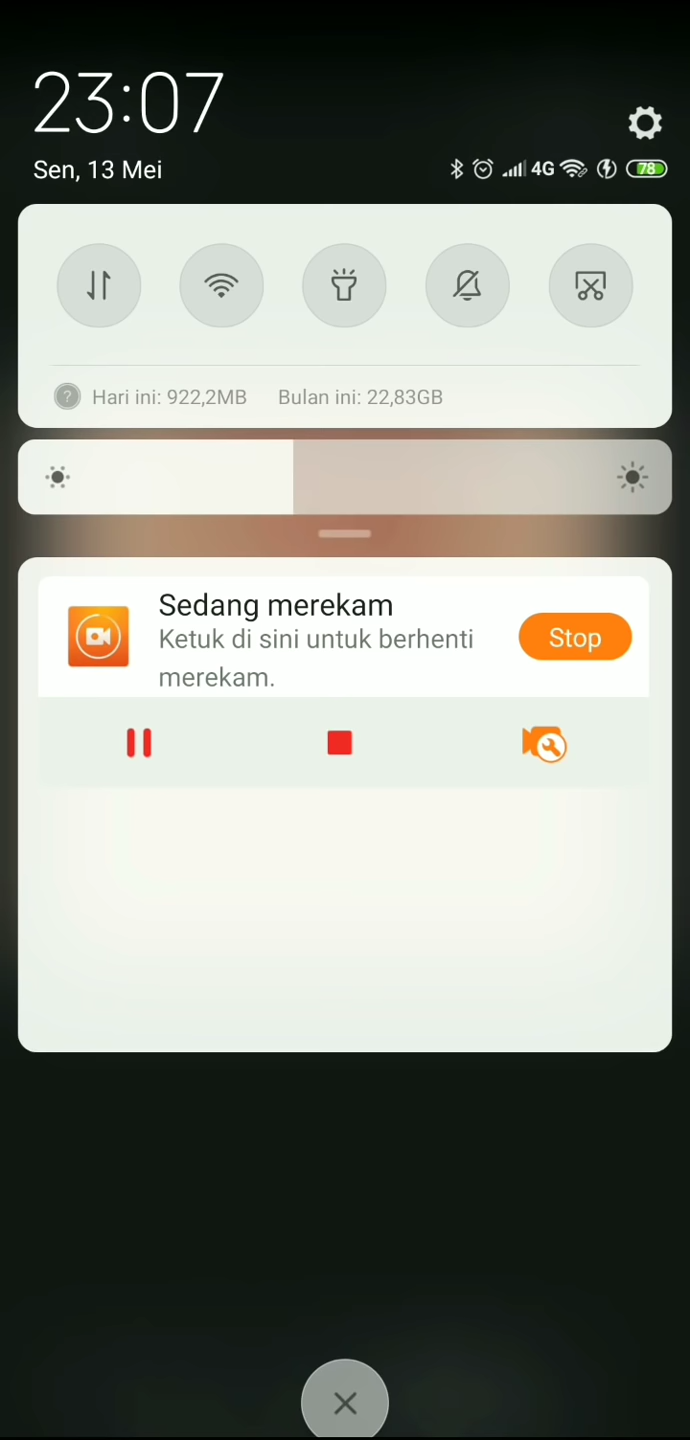 23:07
Sen, 13 Mei
4G
78
Hari ini: 922,2MB Bulan ini: 22,83GB
Sedang merekam
Ketuk di sini untuk berhenti
merekam.
Stop